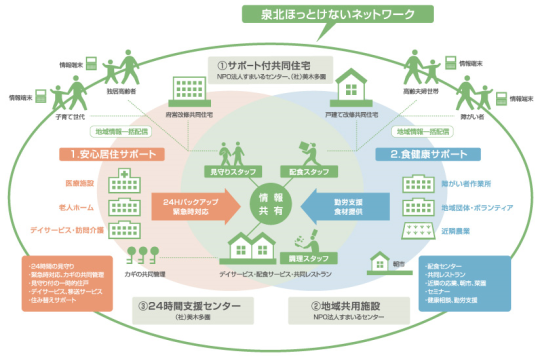 泉北ほっとけないネットワーク
①サポート付共同住宅
NPO法人すまいるセンター、(社)美木多園
情報端末
独居高齢者
情報端末
子育て世代
地域情報一括配信
府営改修共同住宅
戸建て改修共同住宅
情報端末
高齢夫婦世帯
情報端末
障がい者
地域情報一括配信
1.安心居住サポート
2.食健康サポート
見守りスタッフ
配食スタッフ
医療施設
老人ホーム
デイサービス・訪問介護
24Hバックアップ
緊急時対応
情報
共有
勤労支援
食材提供
障がい者作業所
地域団体・ボランティア
近隣農業
調理スタッフ
カギの共同管理
デイサービス・配食サービス・共同レストラン
朝市
・24時間の見守り
・緊急時対応、カギの共同管理
・見守り付の一時的住戸
・デイサービス、移送サービス
・住み替えサポート
・配食センター
・共同レストラン
・近隣の応業、朝市、菜園
・セミナー
・健康相談、勤労支援
③24時間支援センター
(社)美木多園
②地域共用施設
NPO法人すまいるセンター